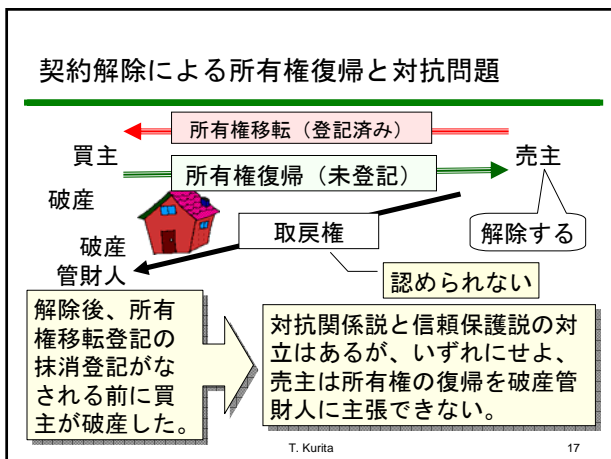 契約解除による所有権復帰と対抗問題
所有権移転（登記済み）
買主
売主
所有権復帰（未登記）
破産
解除する
取戻権
破産
管財人
認められない
解除後、所有
権移転登記の
抹消登記がな
される前に買
主が破産した。
対抗関係説と信頼保護説の対
立はあるが、いずれにせよ、
売主は所有権の復帰を破産管
財人に主張できない。
T. Kurita
17